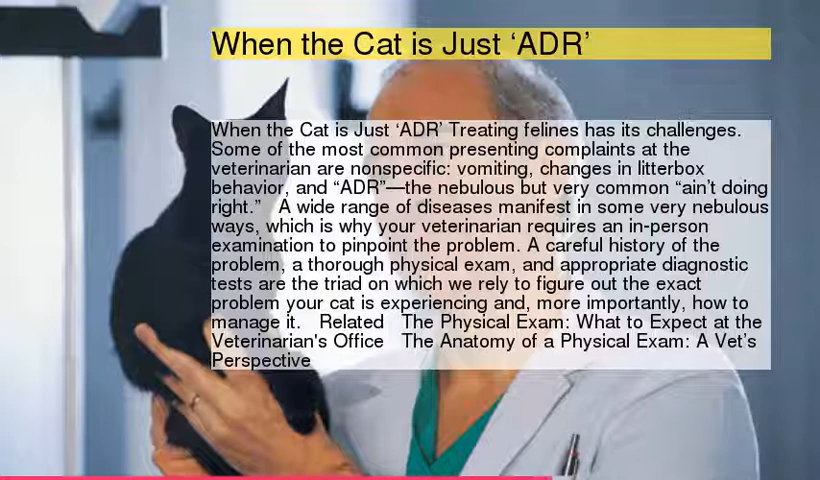 When the Cat is Just ‘ADR’
When the Cat is Just ‘ADR’ Treating felines has its challenges.
Some of the most common presenting complaints at the
veterinarian are nonspecific: vomiting, changes in litterbox
behavior, and “ADR”—the nebulous but very common “ain’t doing
right.”   A wide range of diseases manifest in some very nebulous
ways, which is why your veterinarian requires an in-person
examination to pinpoint the problem. A careful history of the
problem, a thorough physical exam, and appropriate diagnostic
tests are the triad on which we rely to figure out the exact
problem your cat is experiencing and, more importantly, how to
manage it.   Related   The Physical Exam: What to Expect at the
Veterinarian's Office   The Anatomy of a Physical Exam: A Vet’s
Perspective